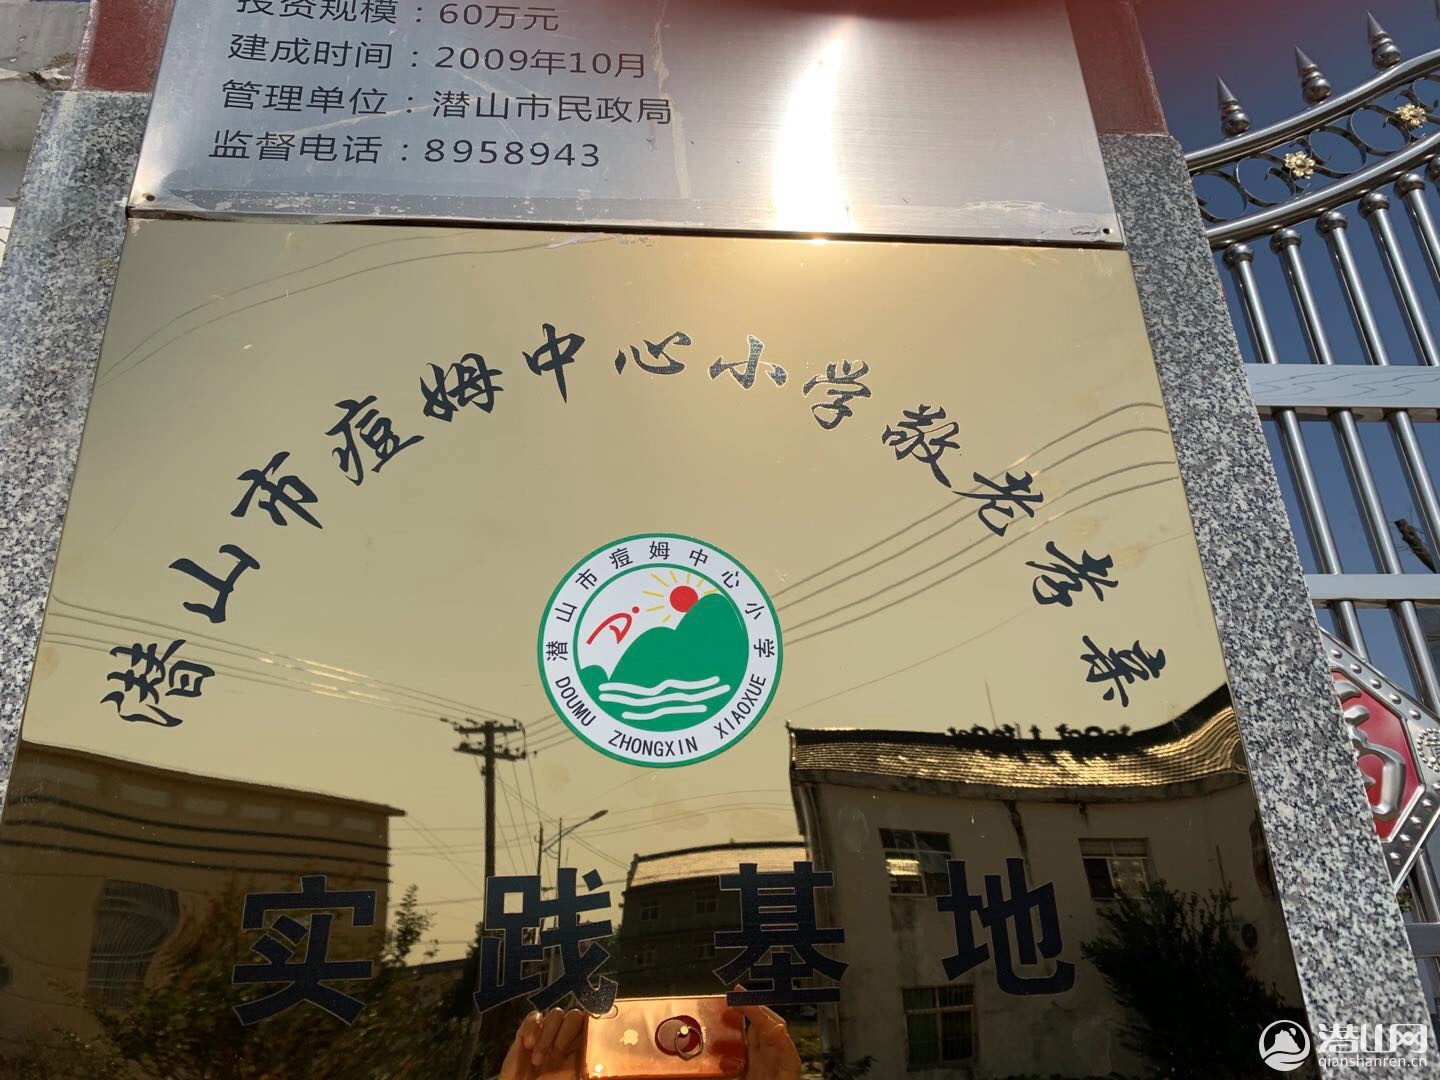 投资规模：60万元
建成时间：2009年10月
管理单位：潜山市民政局
监督电话：8958943
潜山市痘姆中心小学敬老孝亲
潜山市痘姆中心小学
DOUMU ZHONGXIN XIAOXUE
实践基地
潜山网
qianshanren.cn